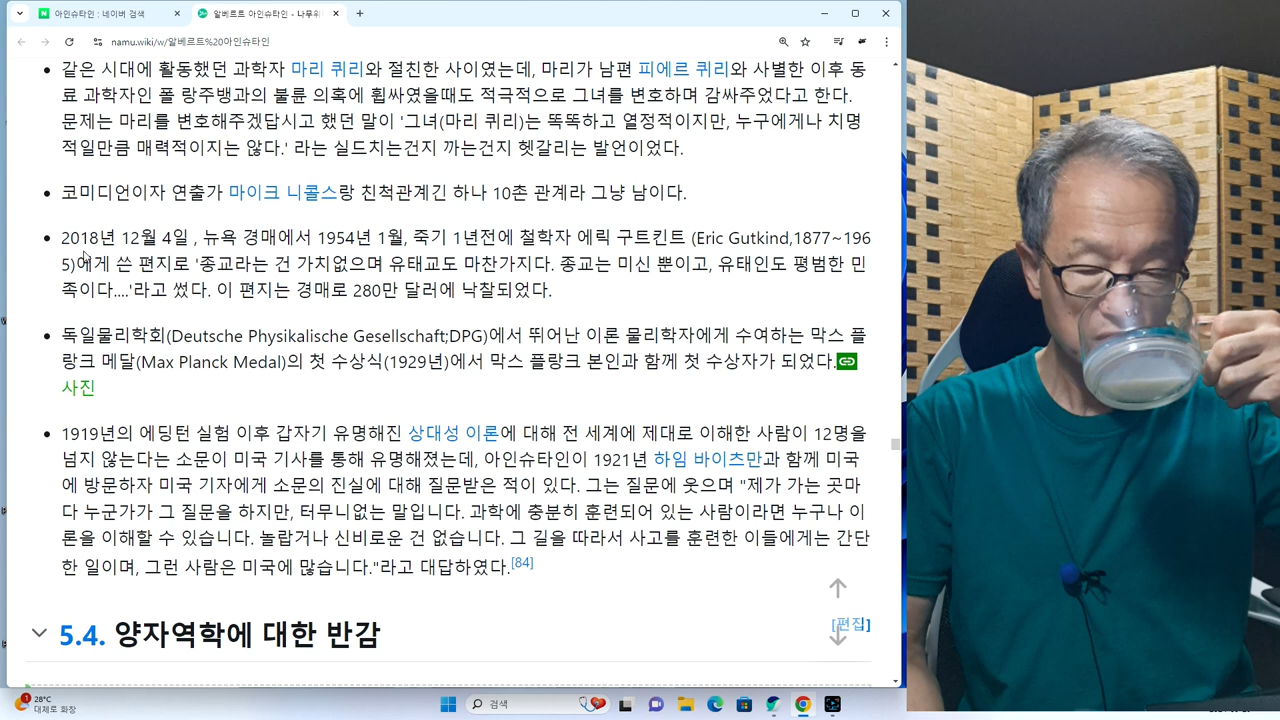 아인슈타인 : 네이버 검색
알베르트 아인슈타인 - 나무위
namu.wiki/w/알베르트%20아인슈타인
같은 시대에 활동했던 과학자 마리 퀴리와 절친한 사이였는데, 마리가 남편 피에르 퀴리와 사별한 이후 동
료 과학자인 폴 랑주뱅과의 불륜 의혹에 휩싸였을때도 적극적으로 그녀를 변호하며 감싸주었다고 한다.
문제는 마리를 변호해주겠답시고 했던 말이 '그녀(마리 퀴리)는 똑똑하고 열정적이지만, 누구에게나 치명
적일만큼 매력적이지는 않다.' 라는 실드치는건지 까는건지 헷갈리는 발언이었다.
코미디언이자 연출가 마이크 니콜스랑 친척관계긴 하나 10촌 관계라 그냥 남이다.
2018년 12월 4일 , 뉴욕 경매에서 1954년 1월, 죽기 1년전에 철학자 에릭 구트킨트 (Eric Gutkind,1877~196
5)에게 쓴 편지로 '종교라는 건 가치없으며 유태교도 마찬가지다. 종교는 미신 뿐이고, 유태인도 평범한 민
족이다....'라고 썼다. 이 편지는 경매로 280만 달러에 낙찰되었다.
독일물리학회(Deutsche Physikalische Gesellschaft:DPG)에서 뛰어난 이론 물리학자에게 수여하는 막스 플
랑크 메달(Max Planck Medal)의 첫 수상식(1929년)에서 막스 플랑크 본인과 함께 첫 수상자가 되었다.
사진
1919년의 에딩턴 실험 이후 갑자기 유명해진 상대성 이론에 대해 전 세계에 제대로 이해한 사람이 12명을
넘지 않는다는 소문이 미국 기사를 통해 유명해졌는데, 아인슈타인이 1921년 하임 바이츠만과 함께 미국
에 방문하자 미국 기자에게 소문의 진실에 대해 질문받은 적이 있다. 그는 질문에 웃으며 "제가 가는 곳마
다 누군가가 그 질문을 하지만, 터무니없는 말입니다. 과학에 충분히 훈련되어 있는 사람이라면 누구나 이
론을 이해할 수 있습니다. 놀랍거나 신비로운 건 없습니다. 그 길을 따라서 사고를 훈련한 이들에게는 간단
한 일이며, 그런 사람은 미국에 많습니다."라고 대답하였다.[84]
5.4. 양자역학에 대한 반감
[편집]
1
28°C
대체로 화창
검색